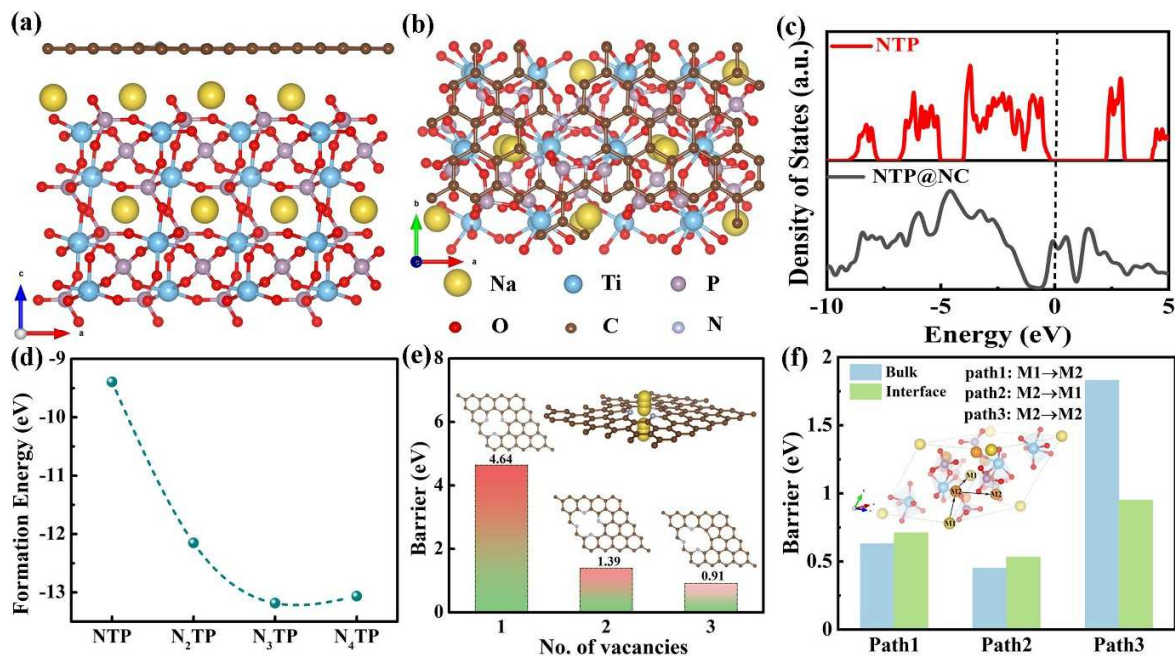 (a)
c
a
(b)
b
a
Na
Ti
P
O
C
N
(c)
Density of States (a.u.)
NTP
NTP@NC
-10
-5
0
5
Energy (eV)
(d)
Formation Energy (eV)
-9
-10
-11
-12
-13
NTP
N₂TP
N₃TP
N₄TP
(e)
Barrier (eV)
8
6
4
2
0
4.64
1.39
0.91
1
2
3
No. of vacancies
(f)
Barrier (eV)
2
1.5
1
0.5
0
Bulk
Interface
path1: M1→M2
path2: M2→M1
path3: M2→M2
M1
M2
M2
M1
Path1
Path2
Path3